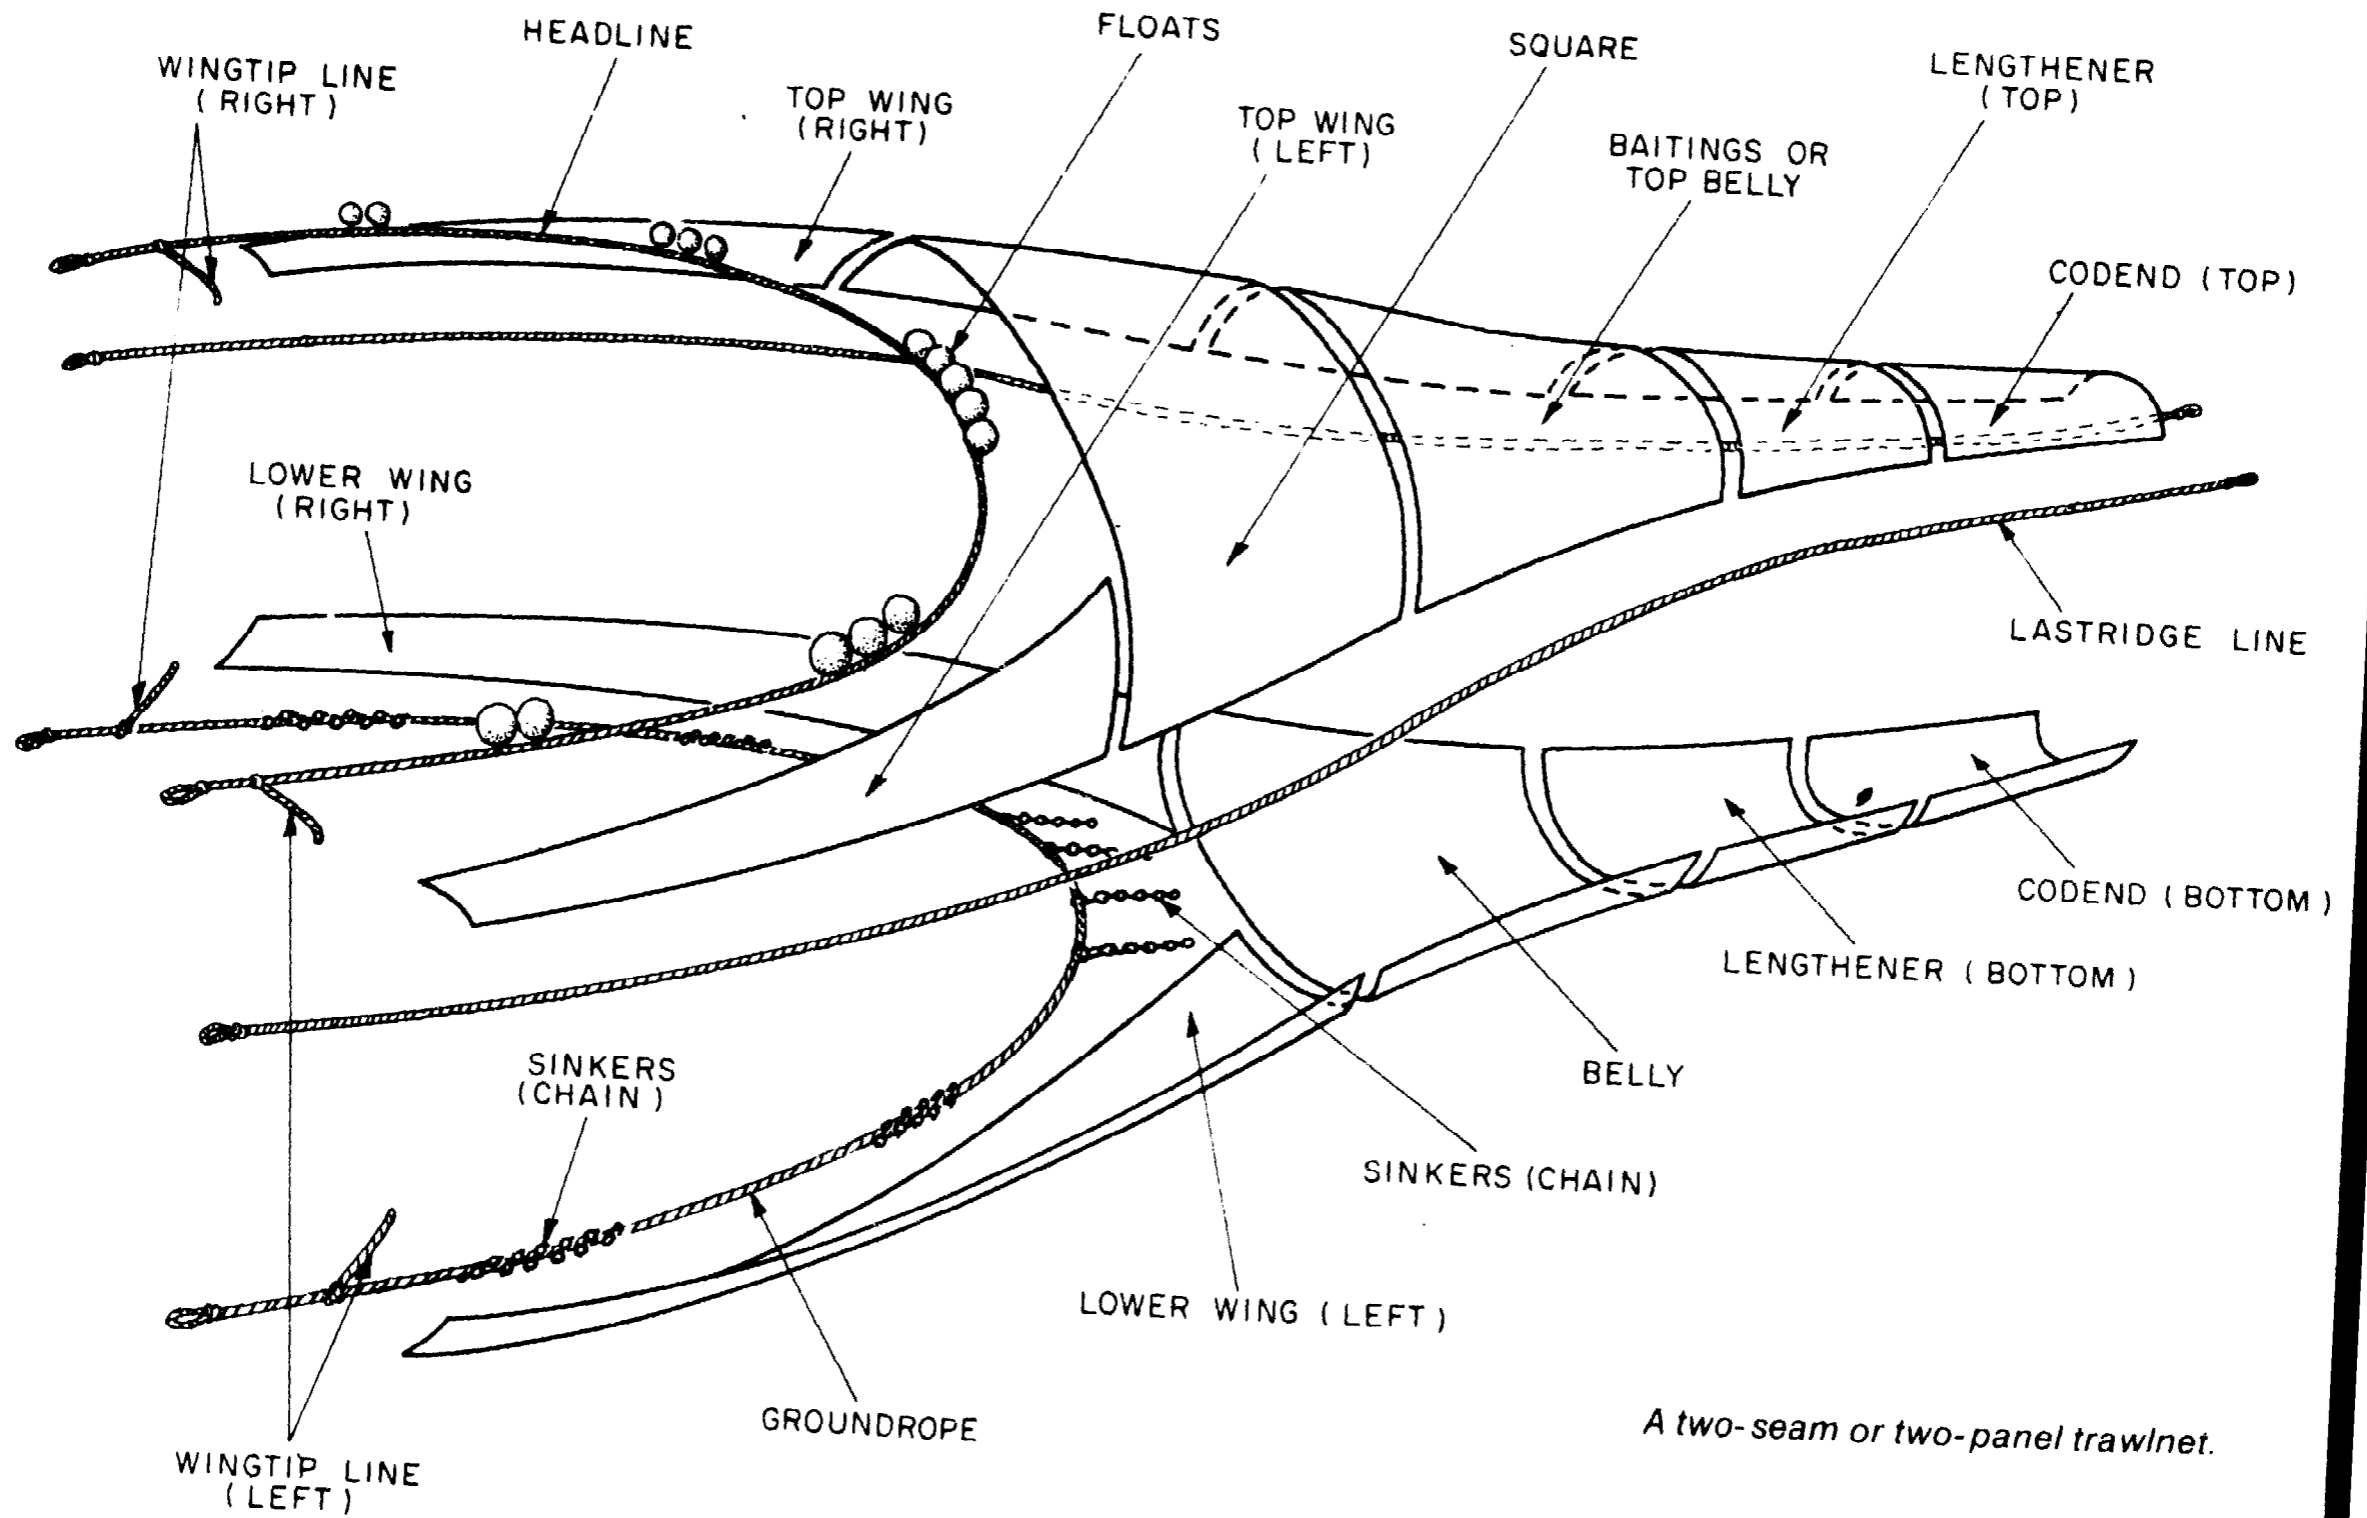 HEADLINE
FLOATS
SQUARE
LENGTHENER
(TOP)
WINGTIP LINE
(RIGHT)
TOP WING
(RIGHT)
TOP WING
(LEFT)
BAITINGS OR
TOP BELLY
CODEND (TOP)
LOWER WING
(RIGHT)
LASTRIDGE LINE
CODEND (BOTTOM)
LENGTHENER (BOTTOM)
BELLY
SINKERS
(CHAIN)
SINKERS (CHAIN)
LOWER WING (LEFT)
GROUNDROPE
WINGTIP LINE
(LEFT)
A two-seam or two-panel trawlnet.